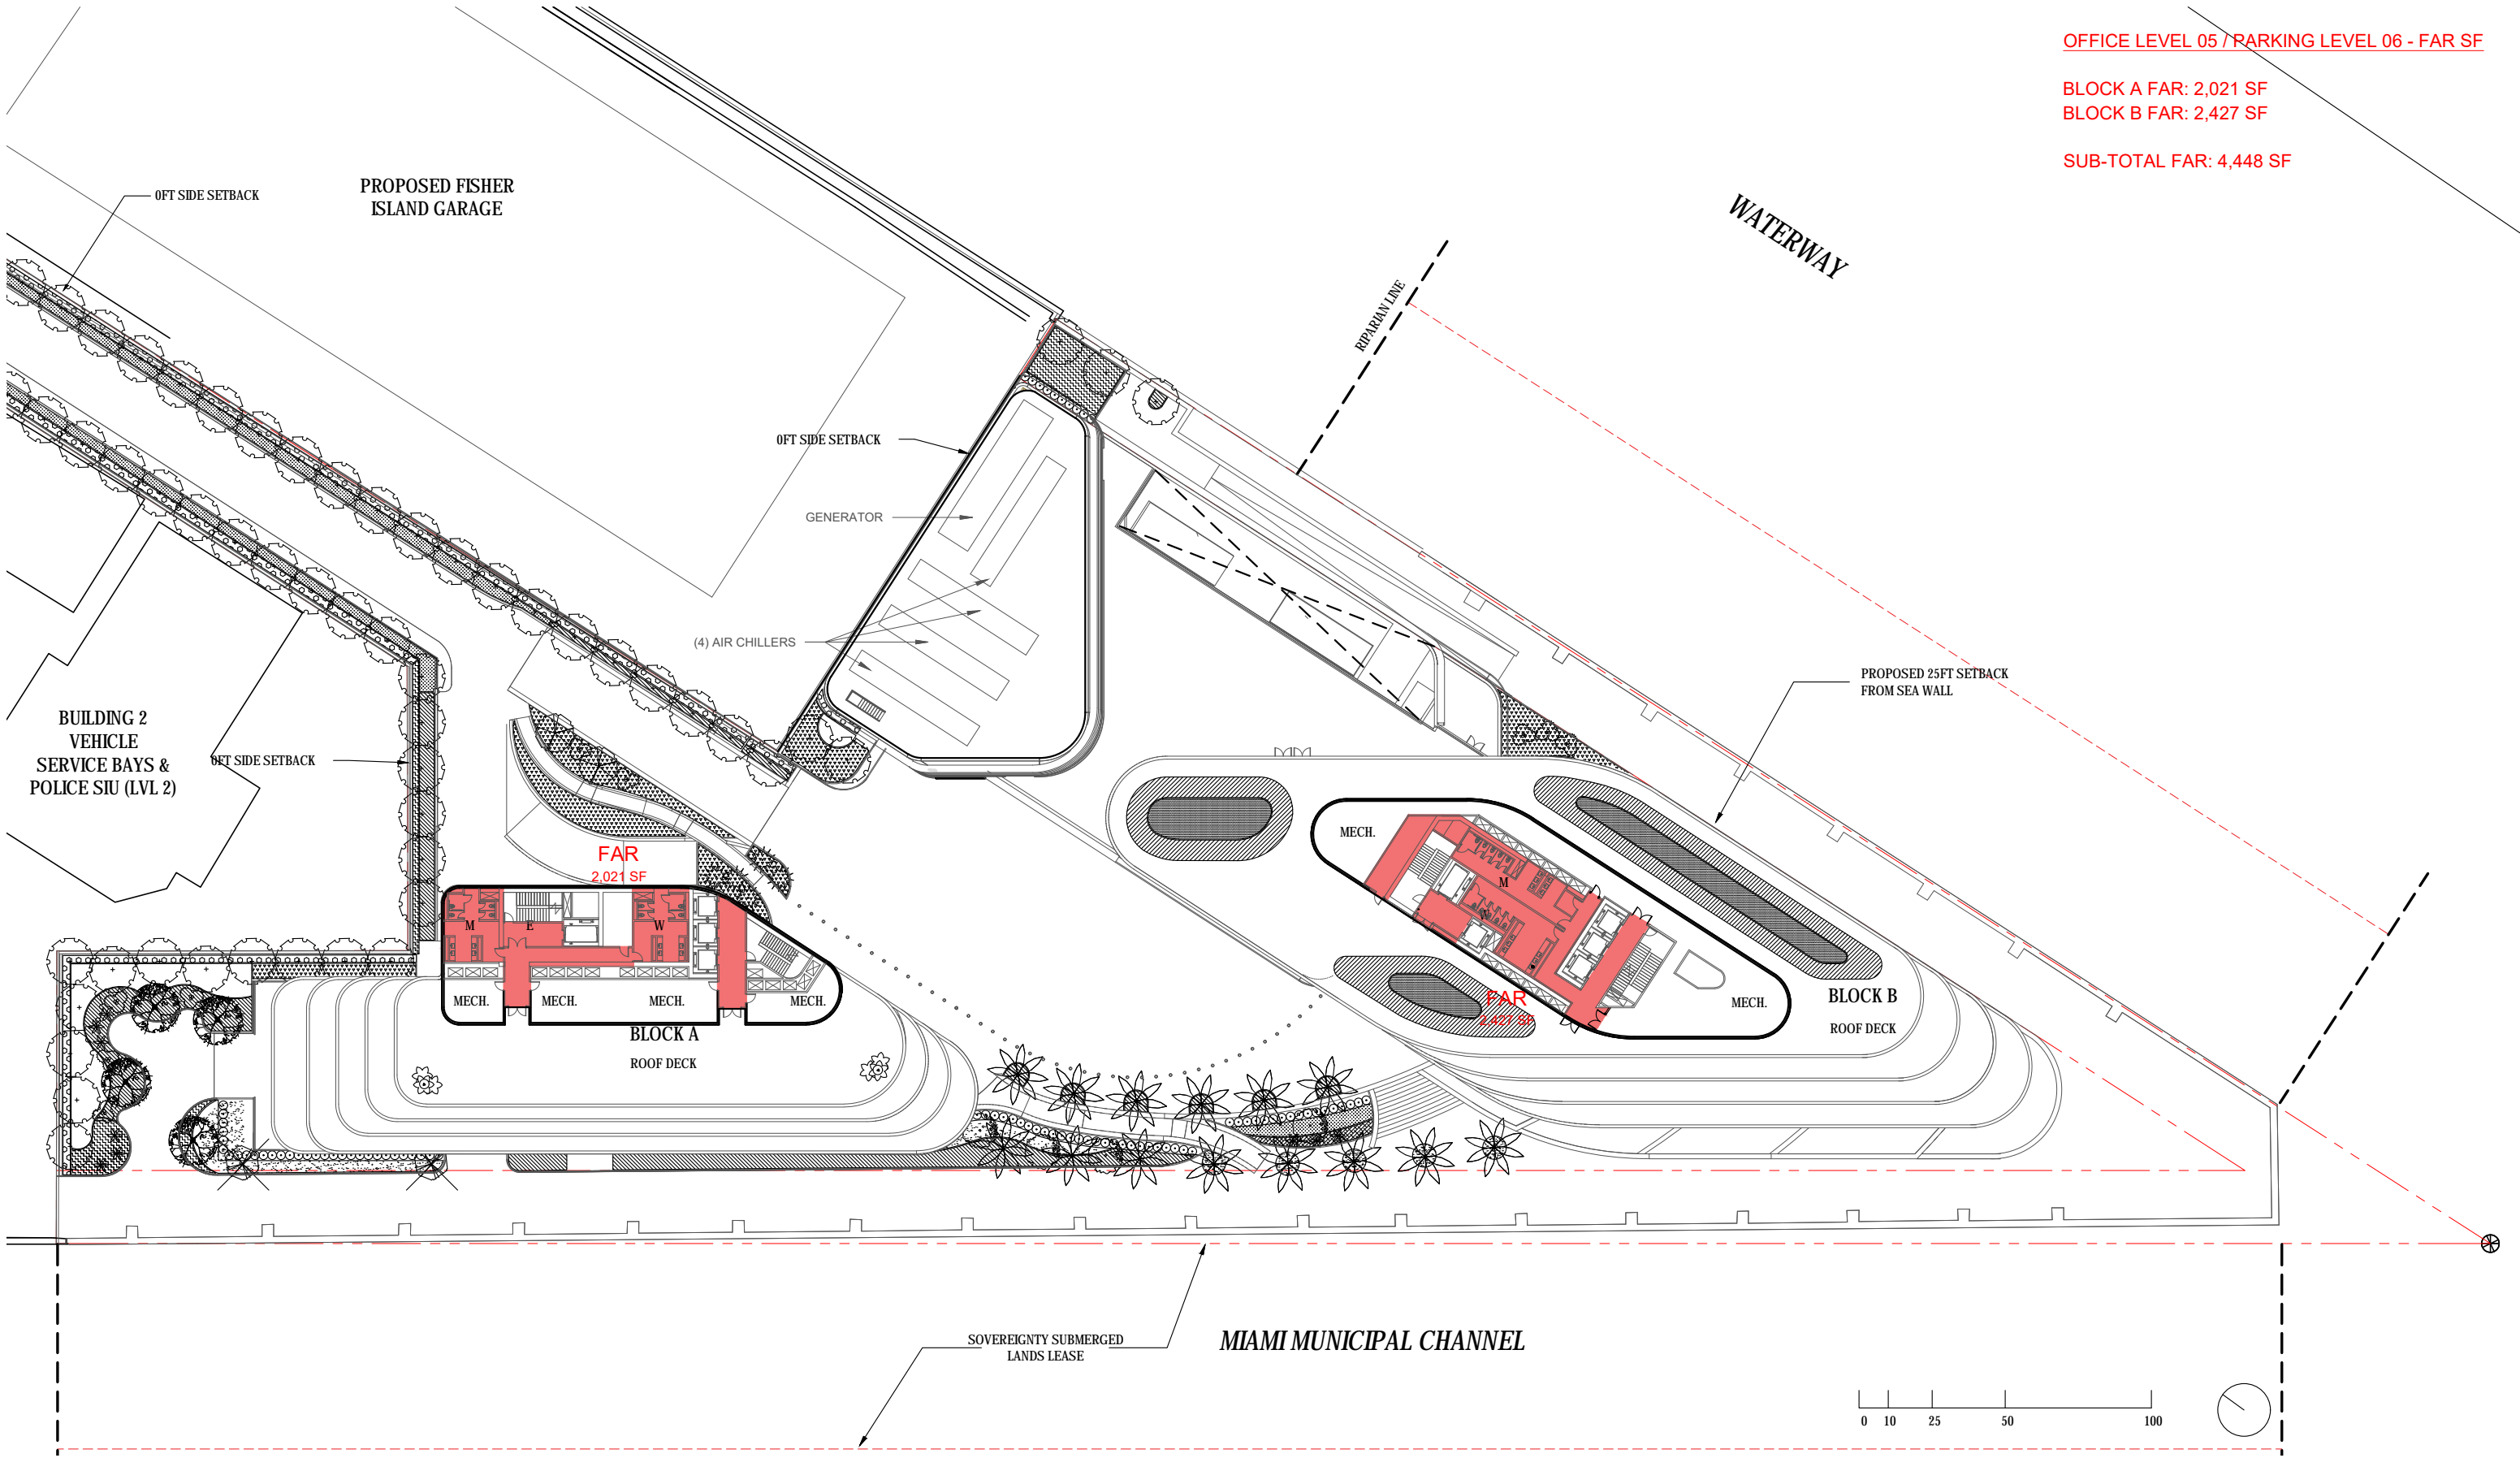 OFFICE LEVEL 05 / PARKING LEVEL 06 - FAR SF
BLOCK A FAR: 2,021 SF
BLOCK B FAR: 2,427 SF
SUB-TOTAL FAR: 4,448 SF
PROPOSED FISHER
ISLAND GARAGE
0FT SIDE SETBACK
WATERWAY
RIPARIAN LINE
0FT SIDE SETBACK
GENERATOR
(4) AIR CHILLERS
PROPOSED 25FT SETBACK
FROM SEA WALL
BUILDING 2
VEHICLE
SERVICE BAYS &
POLICE SIU (LVL 2)
0FT SIDE SETBACK
FAR
2,021 SF
M
E
W
MECH.
MECH.
MECH.
MECH.
BLOCK A
ROOF DECK
MECH.
M
W
FAR
2,427 SF
MECH.
BLOCK B
ROOF DECK
SOVEREIGNTY SUBMERGED
LANDS LEASE
MIAMI MUNICIPAL CHANNEL
0 10 25 50 100